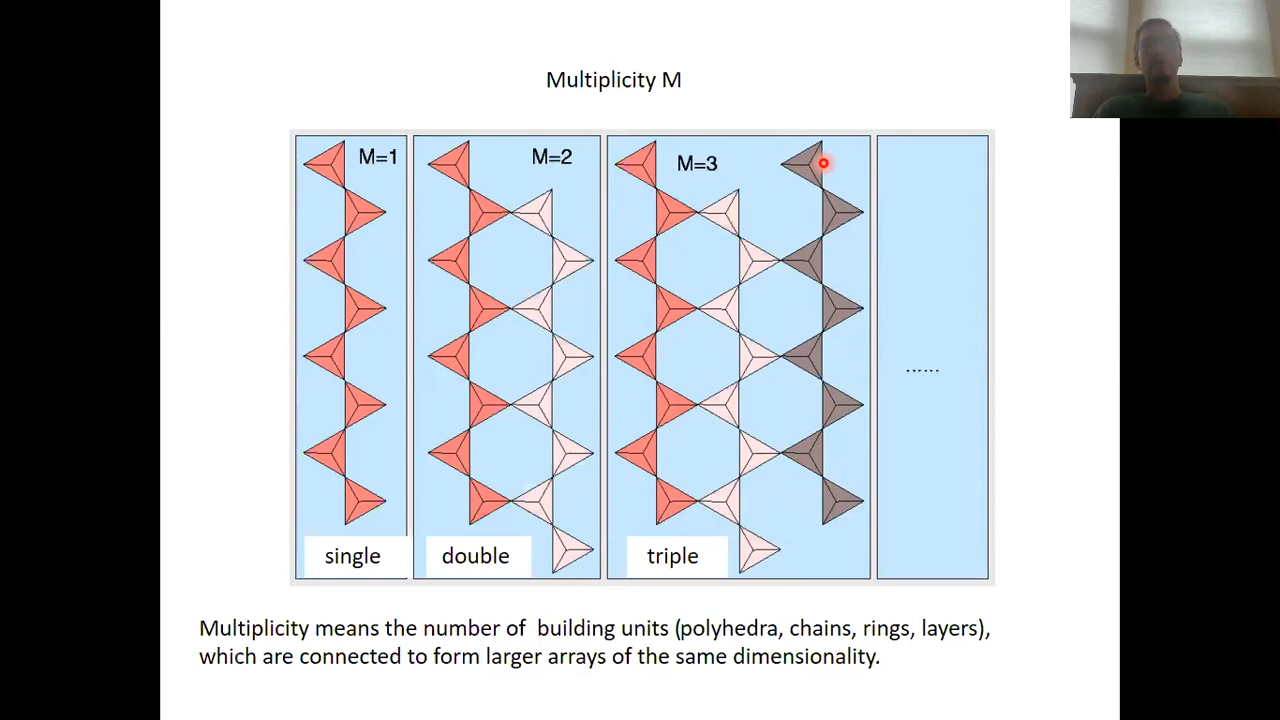 Multiplicity M
M=1
M=2
M=3
......
single
double
triple
Multiplicity means the number of  building units (polyhedra, chains, rings, layers),
which are connected to form larger arrays of the same dimensionality.